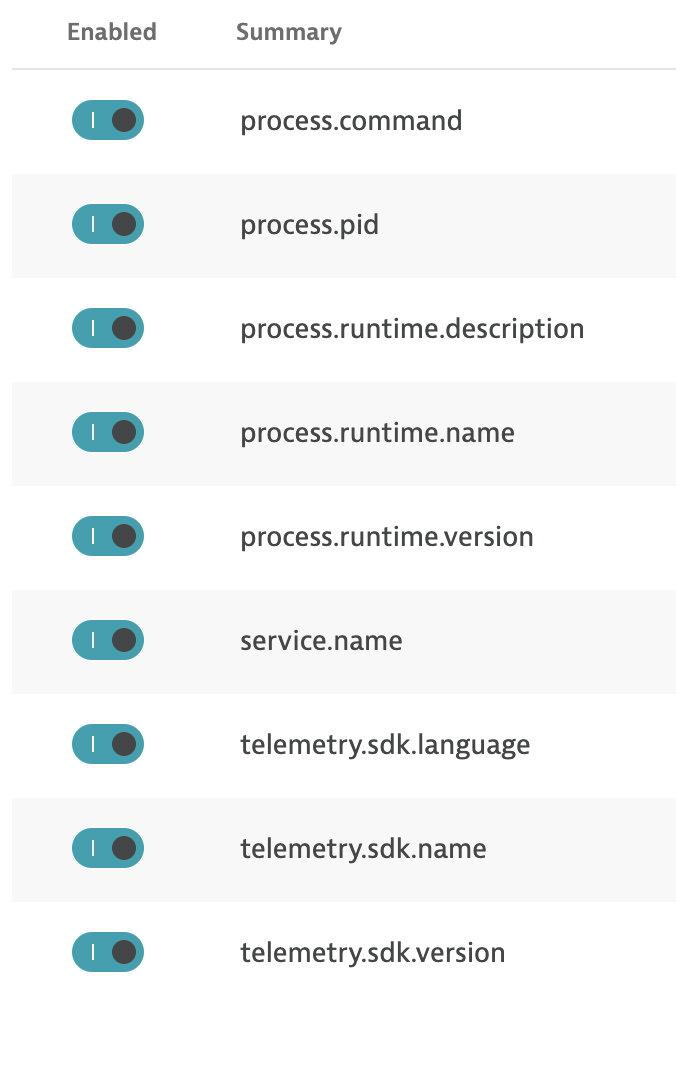 Enabled Summary
process.command
process.pid
process.runtime.description
process.runtime.name
process.runtime.version
service.name
telemetry.sdk.language
telemetry.sdk.name
telemetry.sdk.version